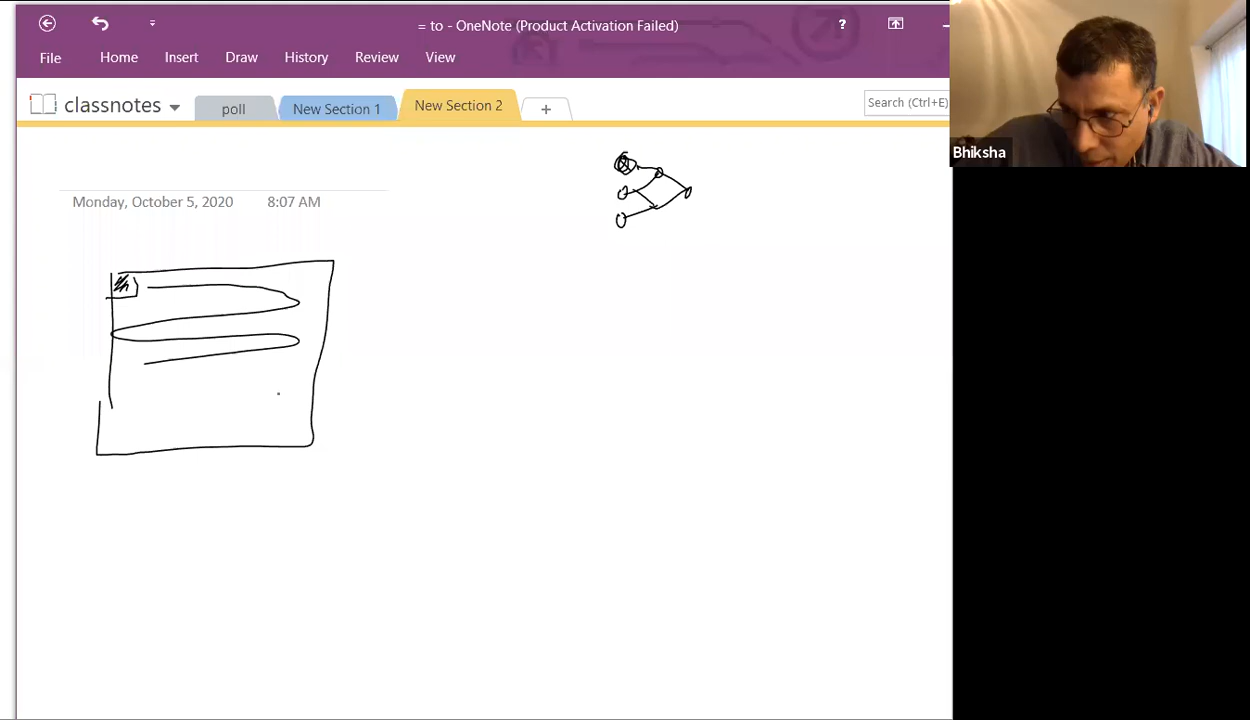 = to - OneNote (Product Activation Failed)
?
File Home Insert Draw History Review View
classnotes poll New Section 1 New Section 2 +
Search (Ctrl+E)
Bhiksha
Monday, October 5, 2020 8:07 AM